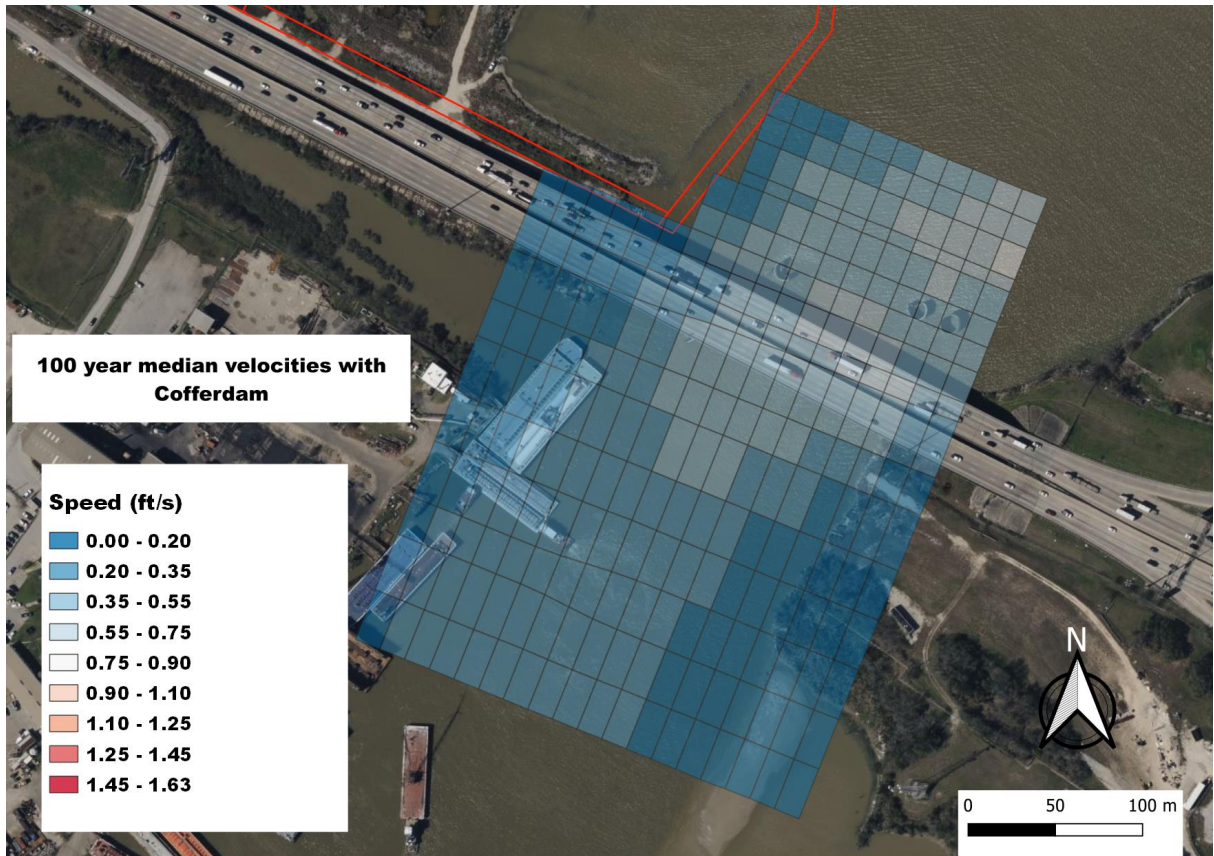 100 year median velocities with
Cofferdam
Speed (ft/s)
0.00 - 0.20
0.20 - 0.35
0.35 - 0.55
0.55 - 0.75
0.75 - 0.90
0.90 - 1.10
1.10 - 1.25
1.25 - 1.45
1.45 - 1.63
N
0 50 100 m